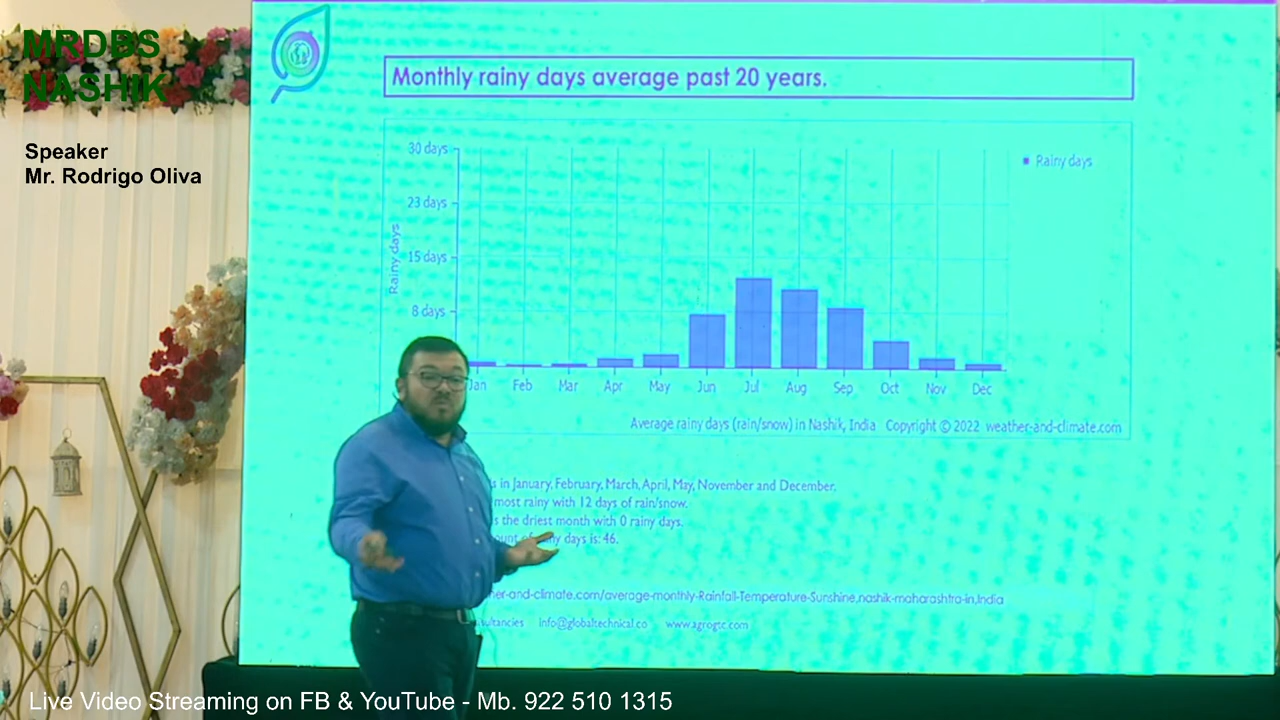 MRDBS
NASHIK
Speaker
Mr. Rodrigo Oliva
Monthly rainy days average past 20 years.
30 days
23 days
15 days
8 days
Rainy days
Rainy days
Jan Feb Mar Apr May Jun Jul Aug Sep Oct Nov Dec
Average rainy days (rain/snow) in Nashik, India Copyright © 2022 weather-and-climate.com
s in January, February, March, April, May, November and December.
most rainy with 12 days of rain/snow.
s the driest month with 0 rainy days.
days is: 46.
her-and-climate.com/average-monthly-Rainfall-Temperature-Sunshine,nashik-maharashtra-in,India
Info@globaltechnical.co www.agrogtc.com
Live Video Streaming on FB & YouTube - Mb. 922 510 1315